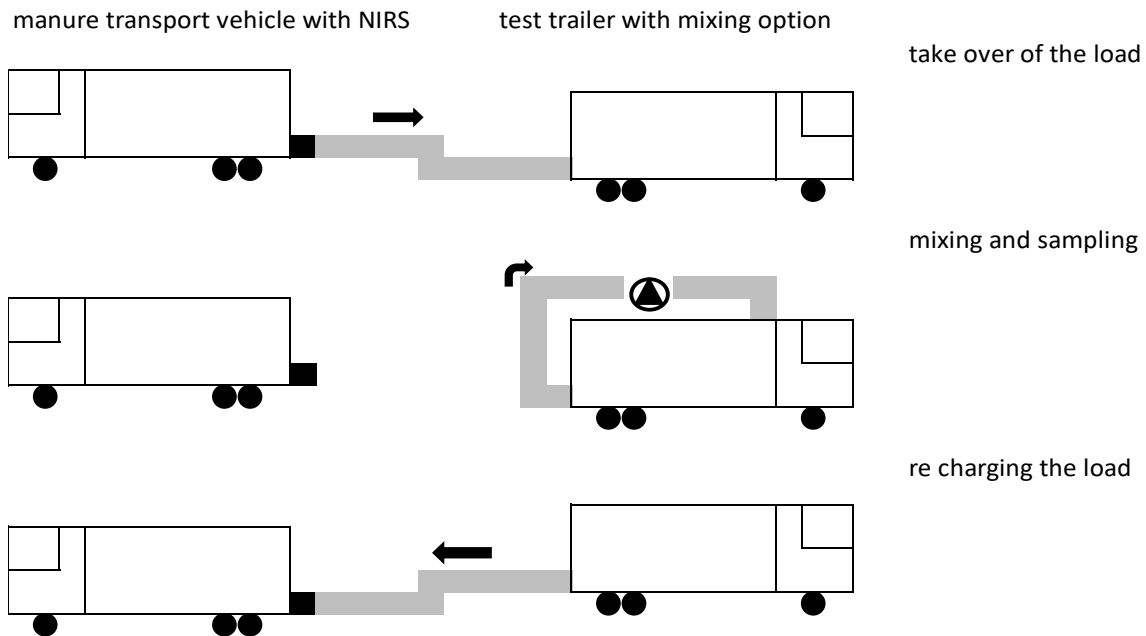 manure transport vehicle with NIRS
test trailer with mixing option
take over of the load
mixing and sampling
re charging the load